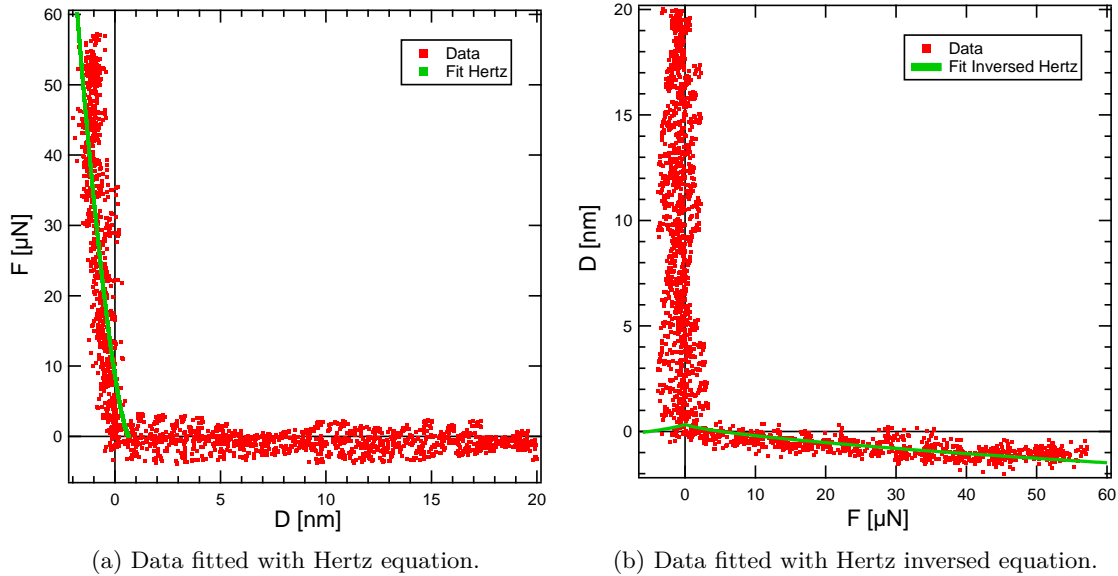 60
50
40
30
20
10
0
F [µN]
Data
Fit Hertz
0
5
10
15
20
D [nm]
(a) Data fitted with Hertz equation.
20
15
10
5
0
D [nm]
Data
Fit Inversed Hertz
0
10
20
30
40
50
60
F [µN]
(b) Data fitted with Hertz inversed equation.